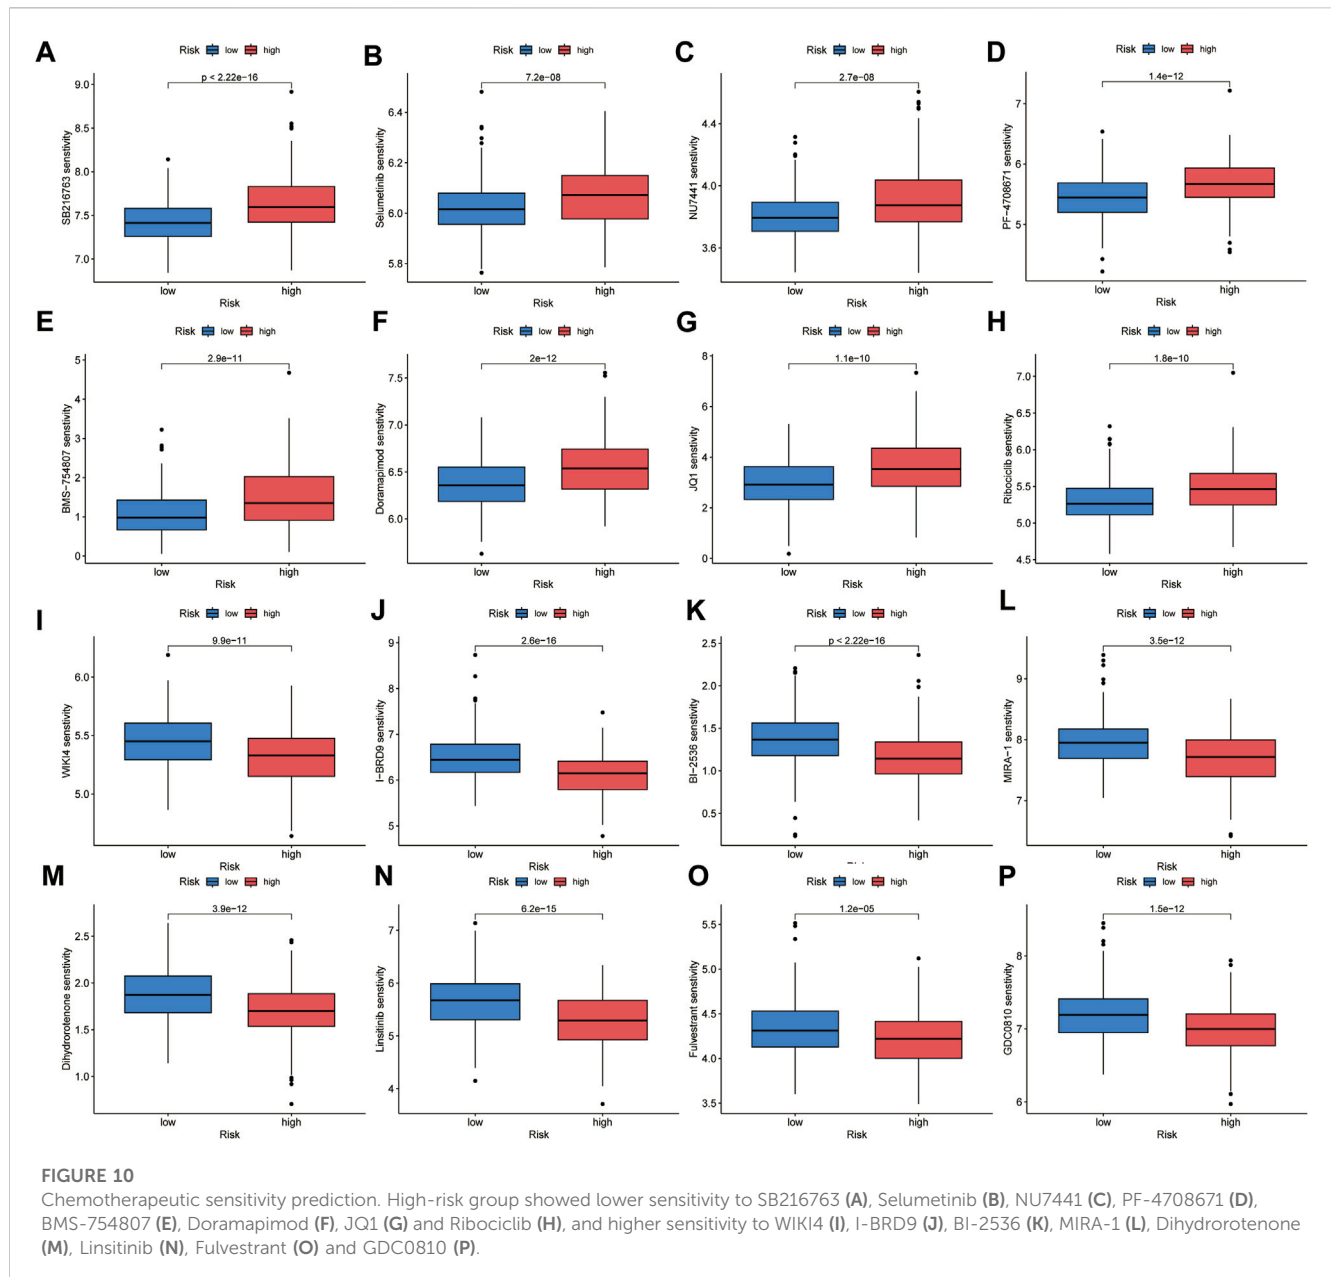 A
Risk low high
p < 2.22e−16
SB216763 senstivity
9.0
8.5
8.0
7.5
7.0
low high
Risk
B
Risk low high
7.2e−08
Selumetinib senstivity
6.4
6.2
6.0
5.8
low high
Risk
C
Risk low high
2.7e−08
NU7441 senstivity
4.4
4.0
3.6
low high
Risk
D
Risk low high
1.4e−12
PF−4708671 senstivity
7
6
5
low high
Risk
E
Risk low high
2.9e−11
BMS−754807 senstivity
5
4
3
2
1
0
low high
Risk
F
Risk low high
2e−12
Doramapimod senstivity
7.5
7.0
6.5
6.0
low high
Risk
G
Risk low high
1.1e−10
JQ1 senstivity
8
6
4
2
0
low high
Risk
H
Risk low high
1.8e−10
Ribociclib senstivity
7.0
6.5
6.0
5.5
5.0
4.5
low high
Risk
I
Risk low high
9.9e−11
WIKI4 senstivity
6.0
5.5
5.0
low high
Risk
J
Risk low high
2.6e−16
I−BRD9 senstivity
9
8
7
6
5
low high
Risk
K
Risk low high
p < 2.22e−16
BI−2536 senstivity
2.5
2.0
1.5
1.0
0.5
low high
Risk
L
Risk low high
3.5e−12
MIRA−1 senstivity
9
8
7
low high
Risk
M
Risk low high
3.9e−12
Dihydrorotenone senstivity
2.5
2.0
1.5
1.0
low high
Risk
N
Risk low high
6.2e−15
Linsitinib senstivity
7
6
5
4
low high
Risk
O
Risk low high
1.2e−05
Fulvestrant senstivity
5.5
5.0
4.5
4.0
3.5
low high
Risk
P
Risk low high
1.5e−12
GDC0810 senstivity
8
7
6
low high
Risk
FIGURE 10
Chemotherapeutic sensitivity prediction. High-risk group showed lower sensitivity to SB216763 (A), Selumetinib (B), NU7441 (C), PF-4708671 (D),
BMS-754807 (E), Doramapimod (F), JQ1 (G) and Ribociclib (H), and higher sensitivity to WIKI4 (I), I-BRD9 (J), BI-2536 (K), MIRA-1 (L), Dihydrorotenone
(M), Linsitinib (N), Fulvestrant (O) and GDC0810 (P).